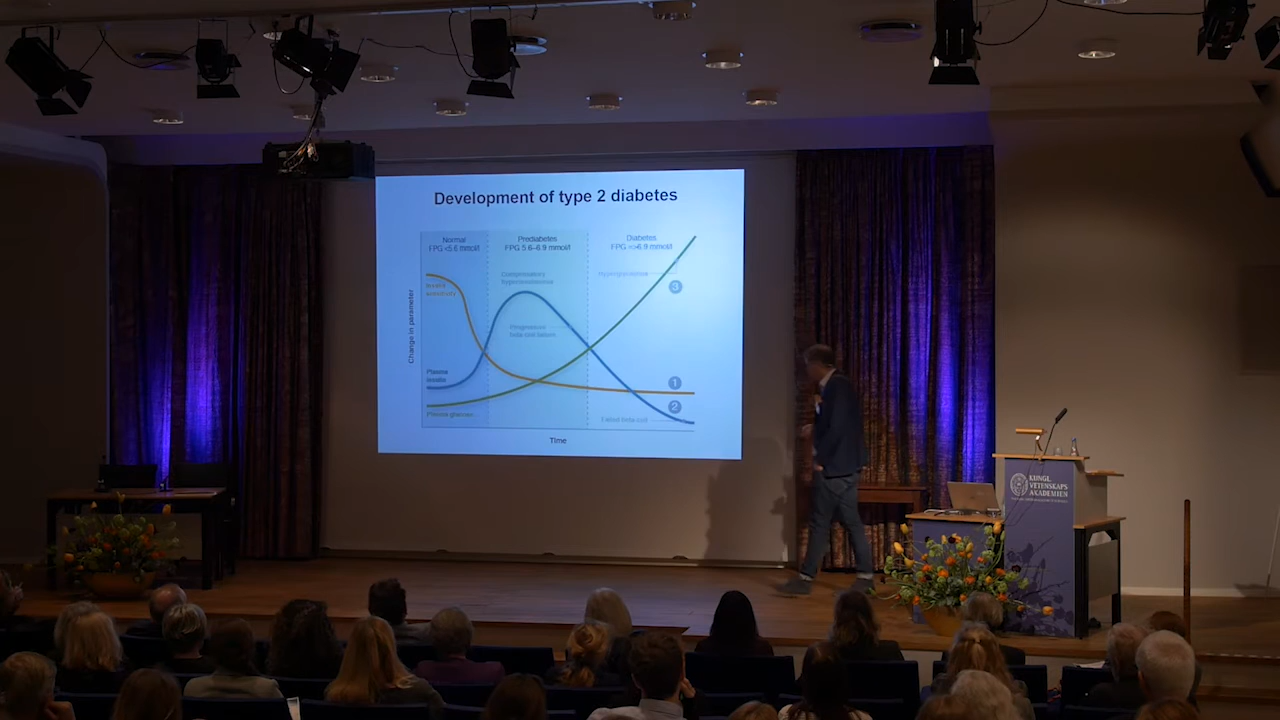 Development of type 2 diabetes
Normal
FPG <5.6 mmol/l
Prediabetes
FPG 5.6–6.9 mmol/l
Diabetes
FPG =>6.9 mmol/l
Compensatory
hyperinsulinemia
Hyperglycemia
Insulin
sensitivity
Progressive
beta cell failure
3
Change in parameter
Plasma
insulin
1
2
Plasma glucose
Failed beta cell
Time
KUNGL.
VETENSKAPS
AKADEMIEN